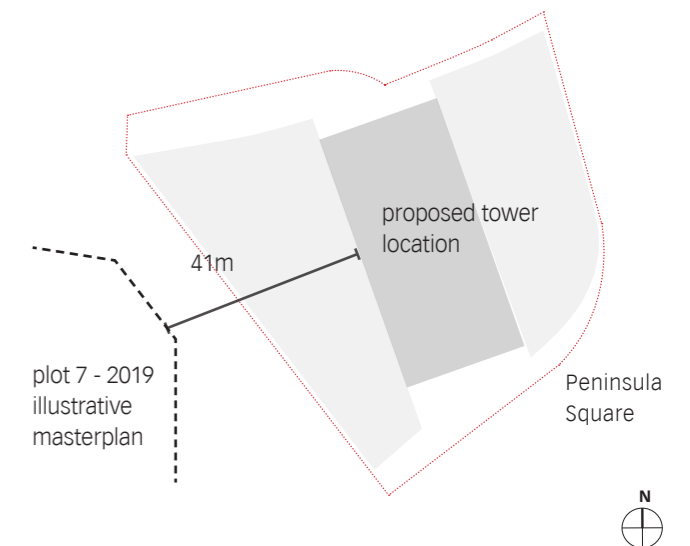 proposed tower
location
41m
plot 7 - 2019
illustrative
masterplan
Peninsula
Square
N